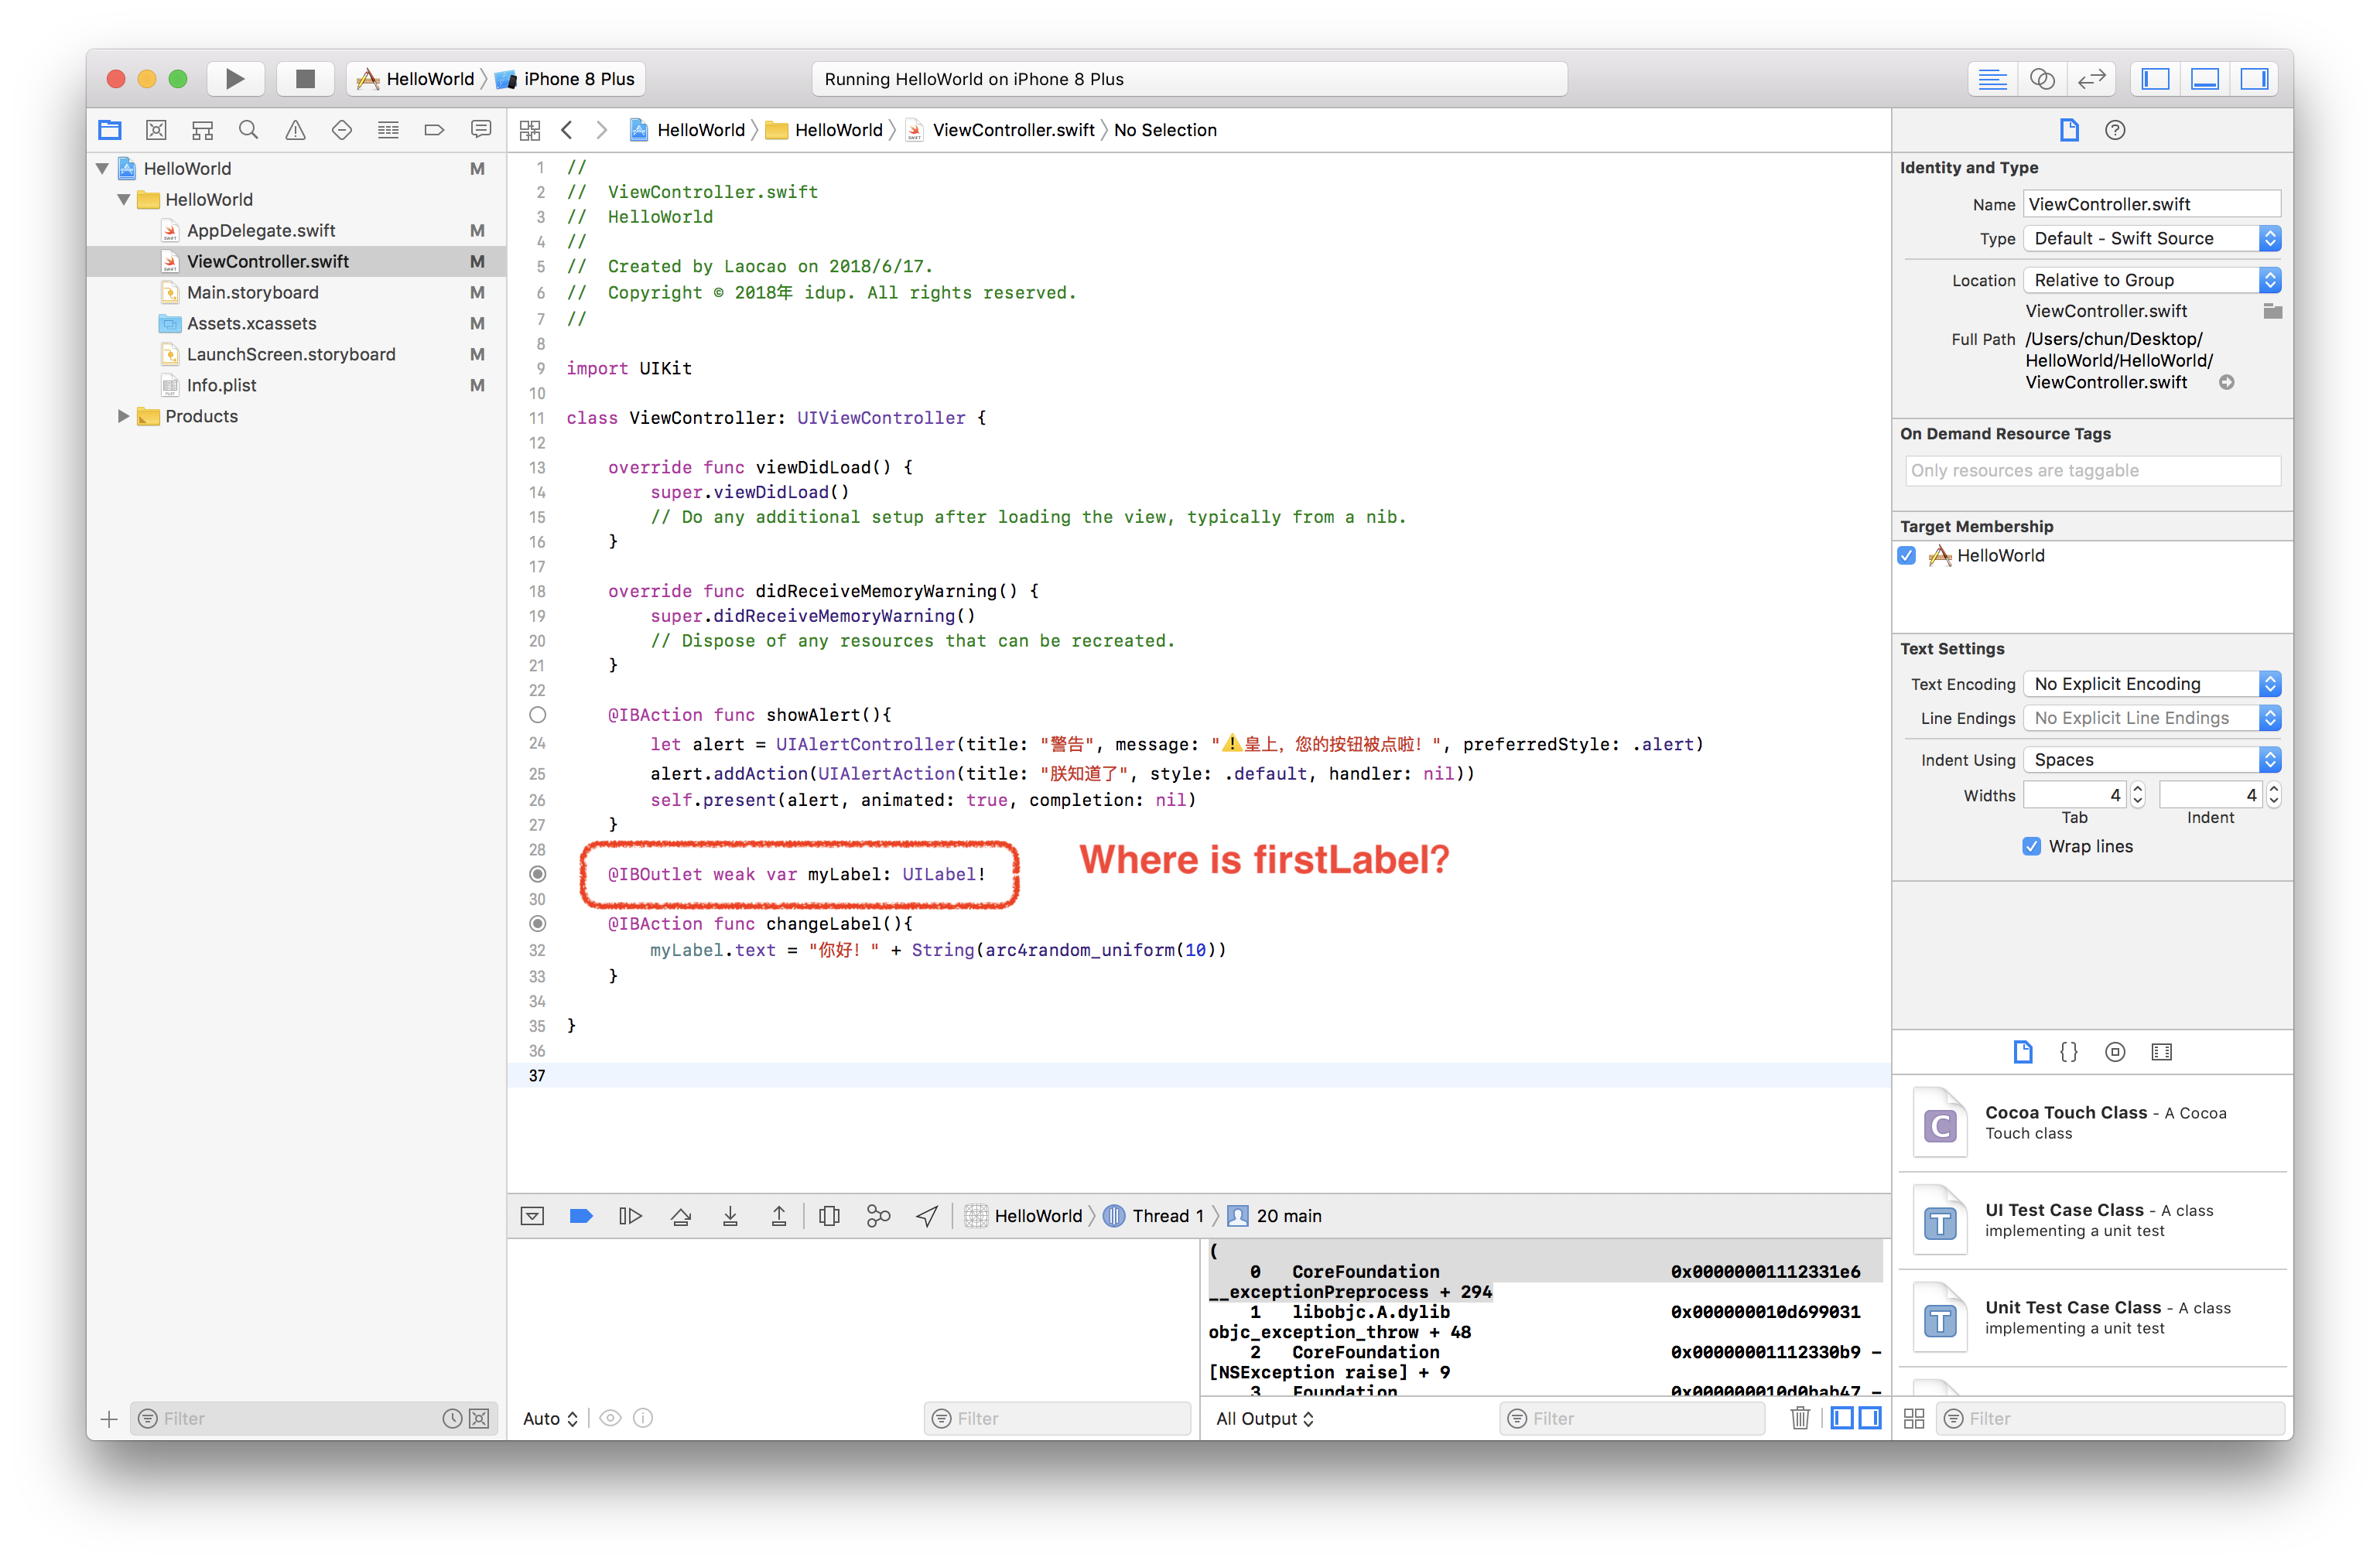 HelloWorld 〉 iPhone 8 Plus
Running HelloWorld on iPhone 8 Plus
HelloWorld M
HelloWorld
AppDelegate.swift M
ViewController.swift M
Main.storyboard M
Assets.xcassets M
LaunchScreen.storyboard M
Info.plist M
Products
Filter
HelloWorld 〉 HelloWorld 〉 ViewController.swift 〉 No Selection
1 //
2 //  ViewController.swift
3 //  HelloWorld
4 //
5 //  Created by Laocao on 2018/6/17.
6 //  Copyright © 2018年 idup. All rights reserved.
7 //
8
9 import UIKit
10
11 class ViewController: UIViewController {
12
13     override func viewDidLoad() {
14         super.viewDidLoad()
15         // Do any additional setup after loading the view, typically from a nib.
16     }
17
18     override func didReceiveMemoryWarning() {
19         super.didReceiveMemoryWarning()
20         // Dispose of any resources that can be recreated.
21     }
22
@IBAction func showAlert(){
24         let alert = UIAlertController(title: "警告", message: "⚠️皇上，您的按钮被点啦！", preferredStyle: .alert)
25         alert.addAction(UIAlertAction(title: "朕知道了", style: .default, handler: nil))
26         self.present(alert, animated: true, completion: nil)
27     }
28
@IBOutlet weak var myLabel: UILabel!
Where is firstLabel?
30
@IBAction func changeLabel(){
32         myLabel.text = "你好！" + String(arc4random_uniform(10))
33     }
34
35 }
36
37
HelloWorld 〉 Thread 1 〉 20 main
(
0   CoreFoundation   0x00000001112331e6
__exceptionPreprocess + 294
1   libobjc.A.dylib   0x000000010d699031
objc_exception_throw + 48
2   CoreFoundation   0x00000001112330b9 -
[NSException raise] + 9
3   Foundation   0x000000010d0bab47 -
Auto
Filter
All Output
Filter
Identity and Type
Name ViewController.swift
Type Default - Swift Source
Location Relative to Group
ViewController.swift
Full Path /Users/chun/Desktop/
HelloWorld/HelloWorld/
ViewController.swift
On Demand Resource Tags
Only resources are taggable
Target Membership
HelloWorld
Text Settings
Text Encoding No Explicit Encoding
Line Endings No Explicit Line Endings
Indent Using Spaces
Widths 4 4
Tab Indent
Wrap lines
{}
C
Cocoa Touch Class - A Cocoa
Touch class
T
UI Test Case Class - A class
implementing a unit test
T
Unit Test Case Class - A class
implementing a unit test
Filter